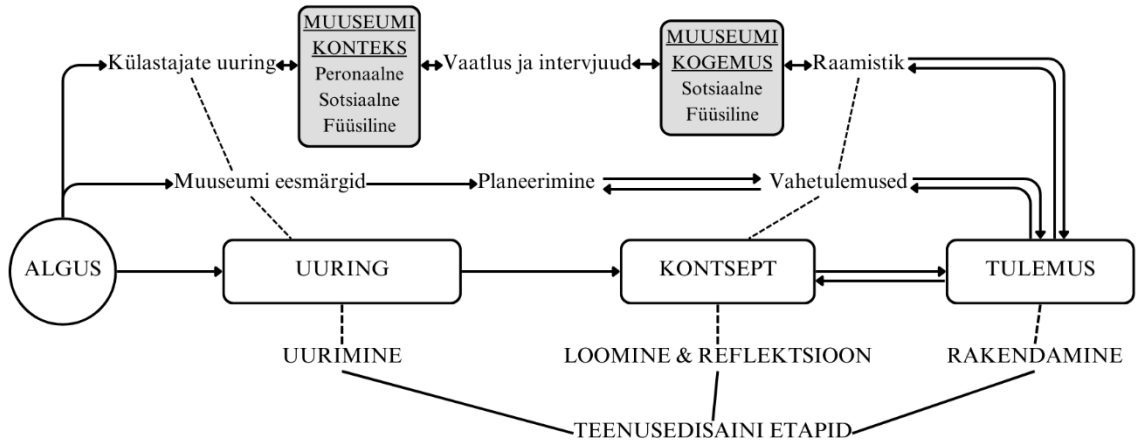 MUUSEUMI
KONTEKS
Peronaalne
Sotsiaalne
Füüsiline
MUUSEUMI
KOGEMUS
Sotsiaalne
Füüsiline
Külastajate uuring
Vaatlus ja intervjuud
Raamistik
Muuseumi eesmärgid
Planeerimine
Vahetulemused
ALGUS
UURING
KONTSEPT
TULEMUS
UURIMINE
LOOMINE & REFLEKTSIOON
RAKENDAMINE
TEENUSEDISAINI ETAPID